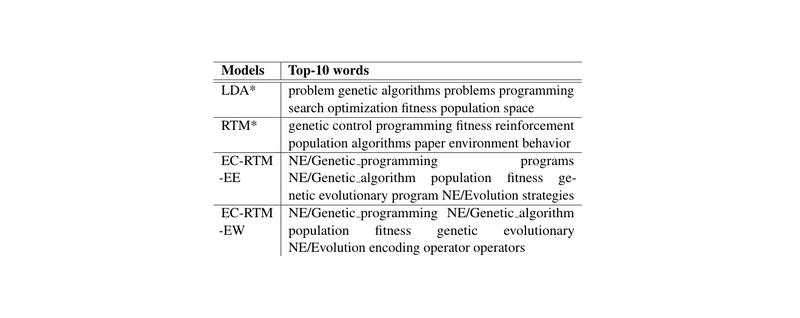 Models Top-10 words
LDA* problem genetic algorithms problems programming
search optimization fitness population space
RTM* genetic control programming fitness reinforcement
population algorithms paper environment behavior
EC-RTM NE/Genetic_programming programs
-EE NE/Genetic_algorithm population fitness ge-
netic evolutionary program NE/Evolution strategies
EC-RTM NE/Genetic_programming NE/Genetic_algorithm
-EW population fitness genetic evolutionary
NE/Evolution encoding operator operators